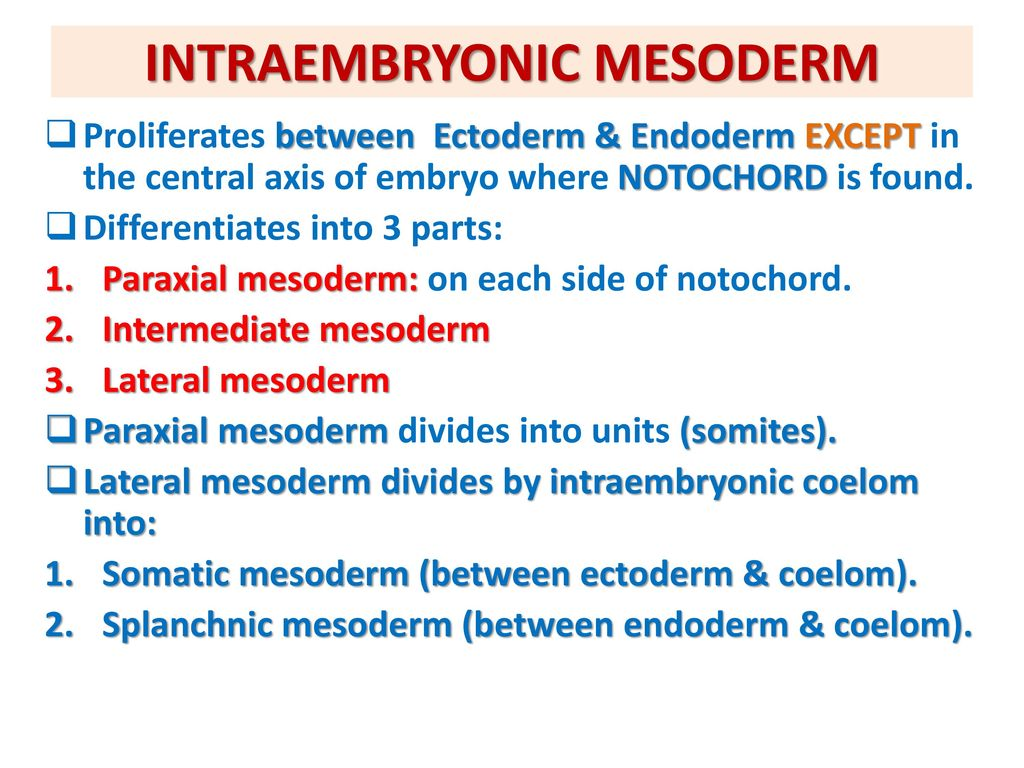 INTRAEMBRYONIC MESODERM
❑Proliferates between Ectoderm & Endoderm EXCEPT in
the central axis of embryo where NOTOCHORD is found.
❑Differentiates into 3 parts:
1. Paraxial mesoderm: on each side of notochord.
2. Intermediate mesoderm
3. Lateral mesoderm
❑Paraxial mesoderm divides into units (somites).
❑Lateral mesoderm divides by intraembryonic coelom
into:
1. Somatic mesoderm (between ectoderm & coelom).
2. Splanchnic mesoderm (between endoderm & coelom).